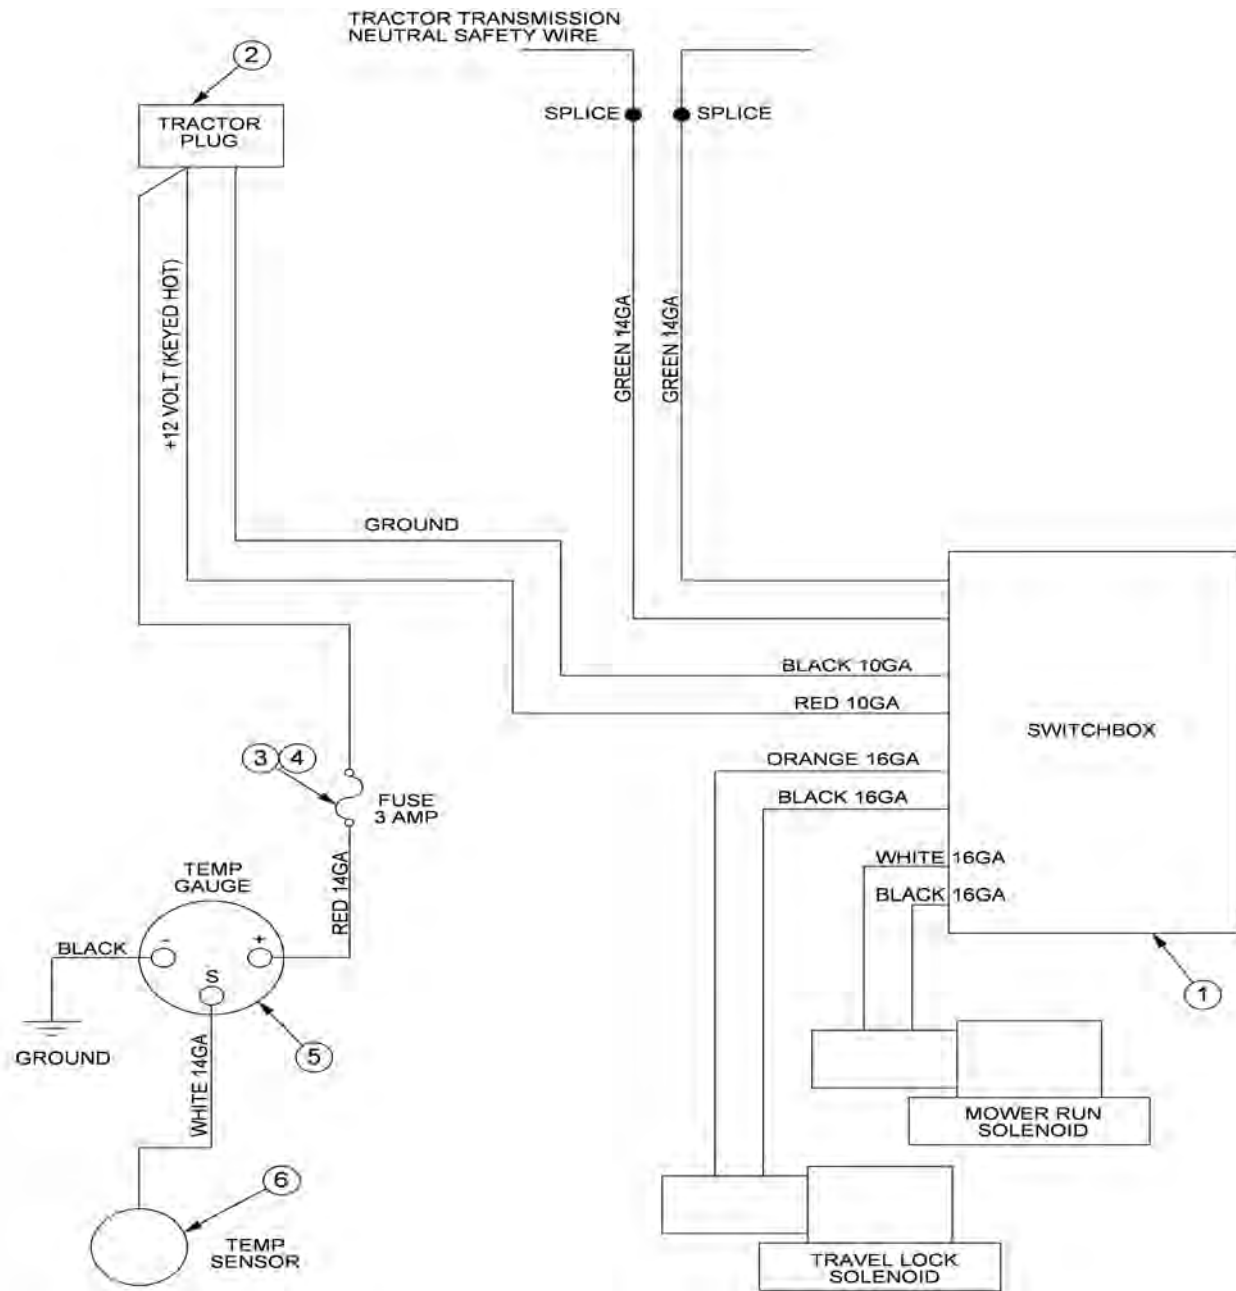 TRACTOR TRANSMISSION
NEUTRAL SAFETY WIRE
2
TRACTOR
PLUG
SPLICE
SPLICE
+12 VOLT (KEYED HOT)
GREEN 14GA
GREEN 14GA
GROUND
BLACK 10GA
RED 10GA
SWITCHBOX
ORANGE 16GA
BLACK 16GA
WHITE 16GA
BLACK 16GA
1
3
4
FUSE
3 AMP
RED 14GA
TEMP
GAUGE
BLACK
-
+
S
GROUND
5
WHITE 14GA
6
TEMP
SENSOR
MOWER RUN
SOLENOID
TRAVEL LOCK
SOLENOID